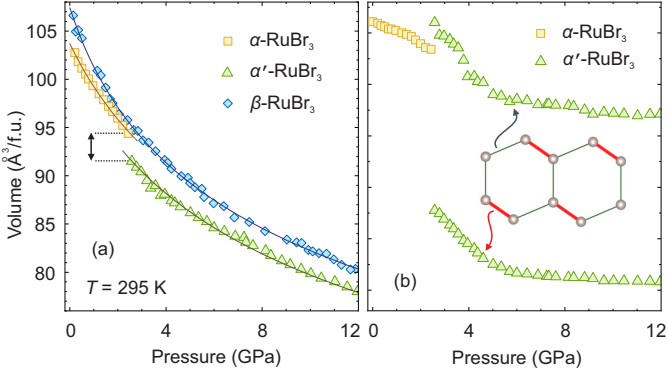 α-RuBr₃
α′-RuBr₃
β-RuBr₃
Volume (Å³/f.u.)
105
100
95
90
85
80
(a)
T = 295 K
0 4 8 12
Pressure (GPa)
α-RuBr₃
α′-RuBr₃
(b)
0 4 8 12
Pressure (GPa)